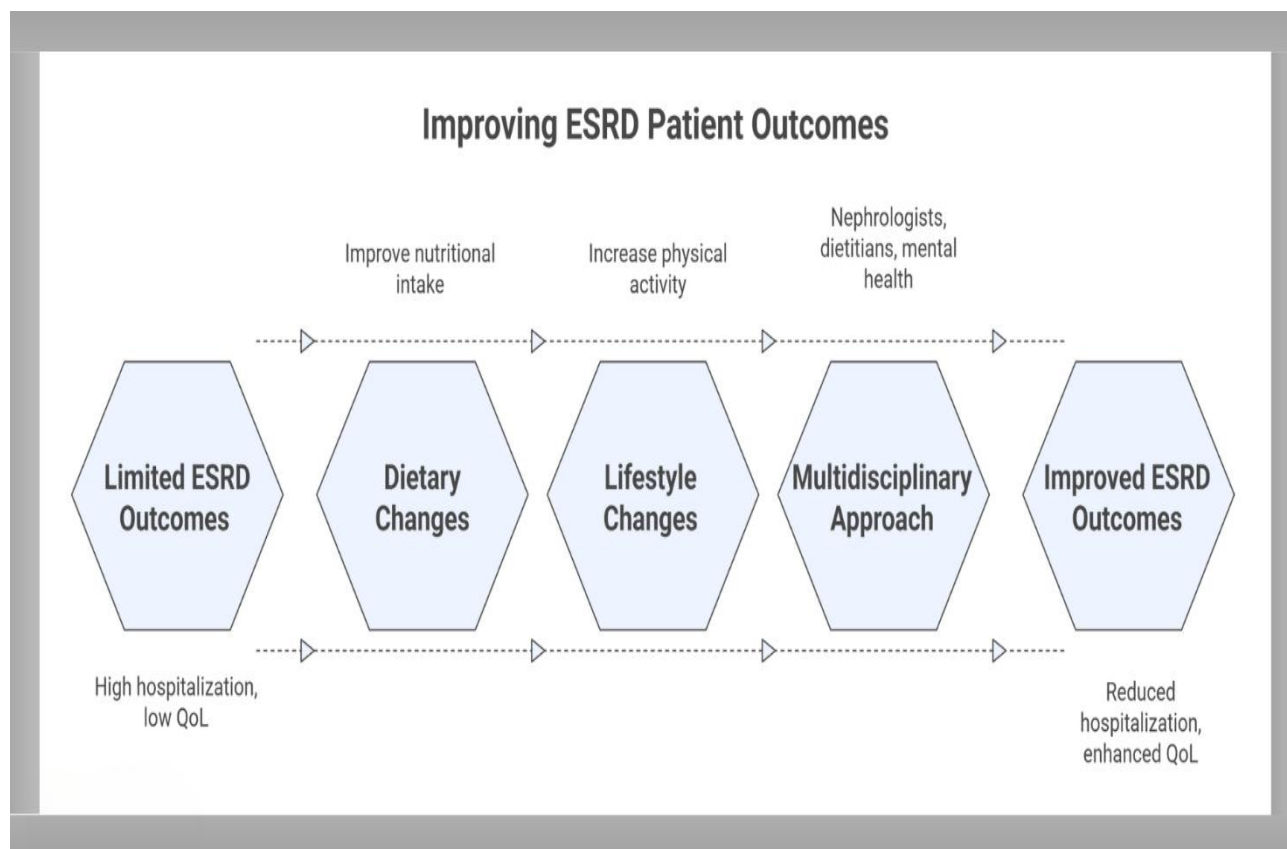 Improving ESRD Patient Outcomes
Improve nutritional
intake
Increase physical
activity
Nephrologists,
dietitians, mental
health
Limited ESRD
Outcomes
Dietary
Changes
Lifestyle
Changes
Multidisciplinary
Approach
Improved ESRD
Outcomes
High hospitalization,
low QoL
Reduced
hospitalization,
enhanced QoL